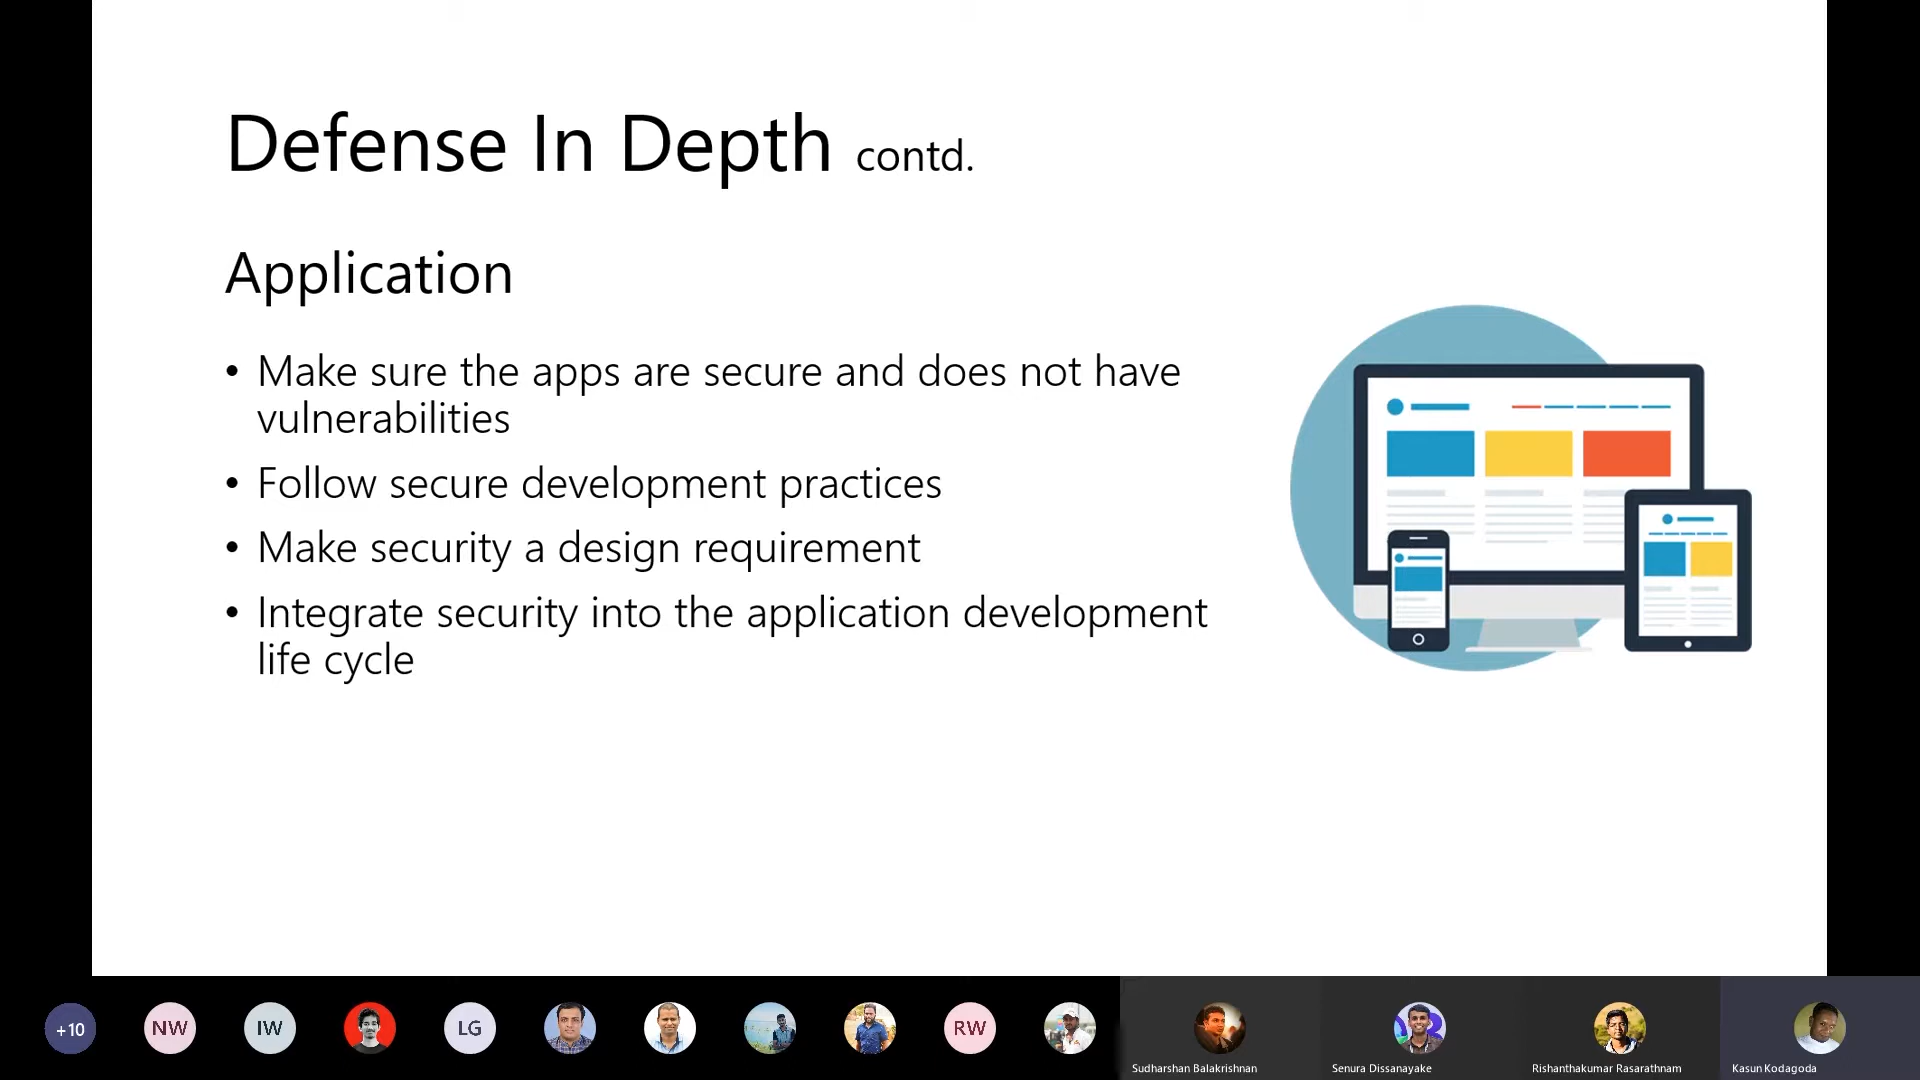 Defense In Depth contd.
Application
• Make sure the apps are secure and does not have
vulnerabilities
• Follow secure development practices
• Make security a design requirement
• Integrate security into the application development
life cycle
+10
NW
IW
LG
RW
Sudharshan Balakrishnan
Senura Dissanayake
Rishanthakumar Rasarathnam
Kasun Kodagoda